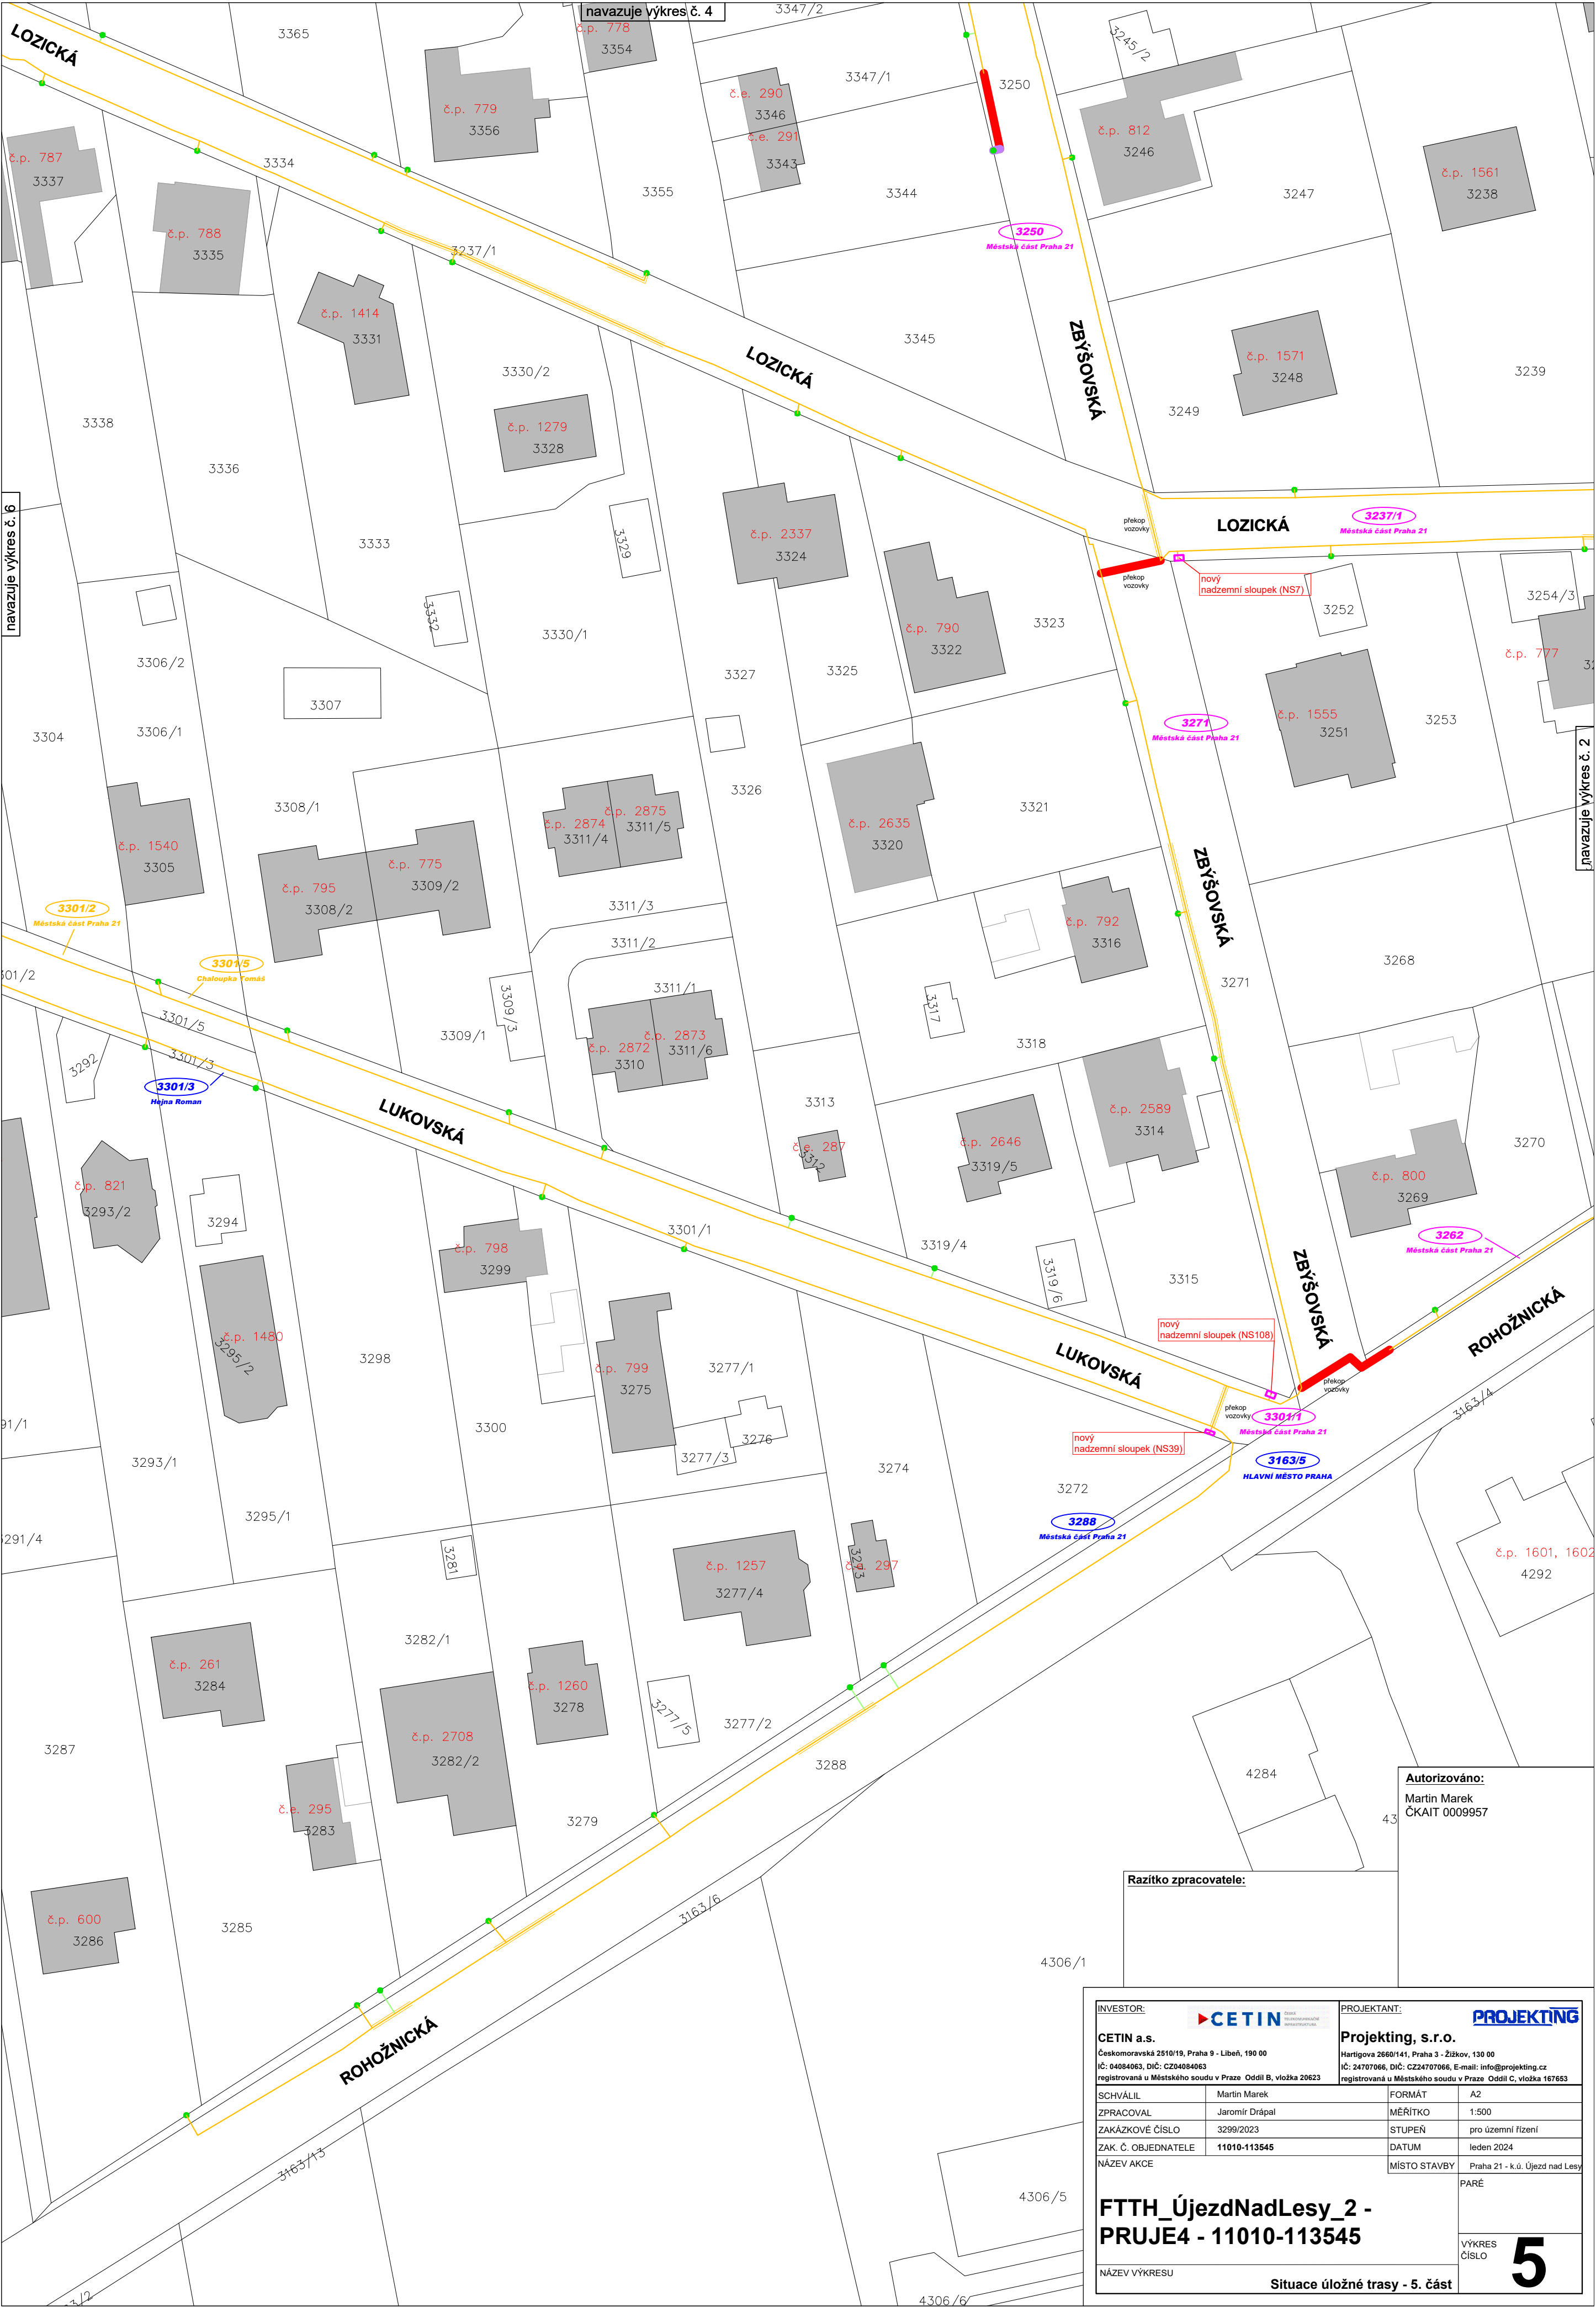 navazuje výkres č. 4
LOZICKÁ
3365
č.p. 778
3354
3347/2
3245/2
č.p. 779
3356
č.e. 290
3346
3347/1
3250
č.e. 291
3343
č.p. 812
3246
č.p. 787
3337
3334
3355
3344
3247
č.p. 1561
3238
č.p. 788
3335
3237/1
3250
Městská část Praha 21
č.p. 1414
3331
3345
ZBÝŠOVSKÁ
č.p. 1571
3248
3239
LOZICKÁ
3330/2
3249
3338
č.p. 1279
3328
3336
navazuje výkres č. 6
3333
3329
č.p. 2337
3324
překop
vozovky
LOZICKÁ
3237/1
Městská část Praha 21
překop
vozovky
nový
nadzemní sloupek (NS7)
3332
3330/1
č.p. 790
3322
3323
3252
3254/3
č.p. 777
3306/2
3327
3325
3307
3271
Městská část Praha 21
č.p. 1555
3251
3253
navazuje výkres č. 2
3304
3306/1
3326
3308/1
č.p. 2874
3311/4
č.p. 2875
3311/5
3321
č.p. 2635
3320
č.p. 1540
3305
č.p. 795
3308/2
č.p. 775
3309/2
ZBÝŠOVSKÁ
3301/2
Městská část Praha 21
3311/3
č.p. 792
3316
3311/2
3301/5
Chaloupka Tomáš
3268
3311/1
3271
3317
3309/3
3301/5
3309/1
č.p. 2872
3310
č.p. 2873
3311/6
3318
3292
3301/3
3301/3
Hejna Roman
LUKOVSKÁ
3313
č.p. 2589
3314
č.e. 287
3312
č.p. 2646
3319/5
3270
č.p. 800
3269
č.p. 821
3293/2
3294
3301/1
3262
Městská část Praha 21
č.p. 798
3299
3319/4
3319/6
3315
ZBÝŠOVSKÁ
ROHOŽNICKÁ
č.p. 1480
3295/2
nový
nadzemní sloupek (NS108)
3298
č.p. 799
3275
3277/1
LUKOVSKÁ
překop
vozovky
3163/4
překop
vozovky
3301/1
Městská část Praha 21
3300
3276
3277/3
nový
nadzemní sloupek (NS39)
3293/1
3274
3163/5
HLAVNÍ MĚSTO PRAHA
3272
3295/1
3288
Městská část Praha 21
3281
č.p. 1257
3277/4
3273
297
č.p. 1601, 1602
4292
3282/1
č.p. 261
3284
č.p. 1260
3278
3277/5
3277/2
č.p. 2708
3282/2
3287
3288
4284
č.e. 295
3283
3279
Autorizováno:
Martin Marek
ČKAIT 0009957
Razítko zpracovatele:
č.p. 600
3286
3285
3163/6
4306/1
ROHOŽNICKÁ
3163/13
4306/5
4306/6
INVESTOR:
CETIN
CETIN a.s.
Českomoravská 2510/19, Praha 9 - Libeň, 190 00
IČ: 04084063, DIČ: CZ04084063
registrovaná u Městského soudu v Praze Oddíl B, vložka 20623
PROJEKTANT:
PROJEKTING
Projekting, s.r.o.
Hartigova 2660/141, Praha 3 - Žižkov, 130 00
IČ: 24707066, DIČ: CZ24707066, E-mail: info@projekting.cz
registrovaná u Městského soudu v Praze Oddíl C, vložka 167653
SCHVÁLIL Martin Marek FORMÁT A2
ZPRACOVAL Jaromír Drápal MĚŘÍTKO 1:500
ZAKÁZKOVÉ ČÍSLO 3299/2023 STUPEŇ pro územní řízení
ZAK. Č. OBJEDNATELE 11010-113545 DATUM leden 2024
NÁZEV AKCE MÍSTO STAVBY Praha 21 - k.ú. Újezd nad Lesy
PARÉ
FTTH_ÚjezdNadLesy_2 -
PRUJE4 - 11010-113545
VÝKRES
ČÍSLO
5
NÁZEV VÝKRESU
Situace úložné trasy - 5. část